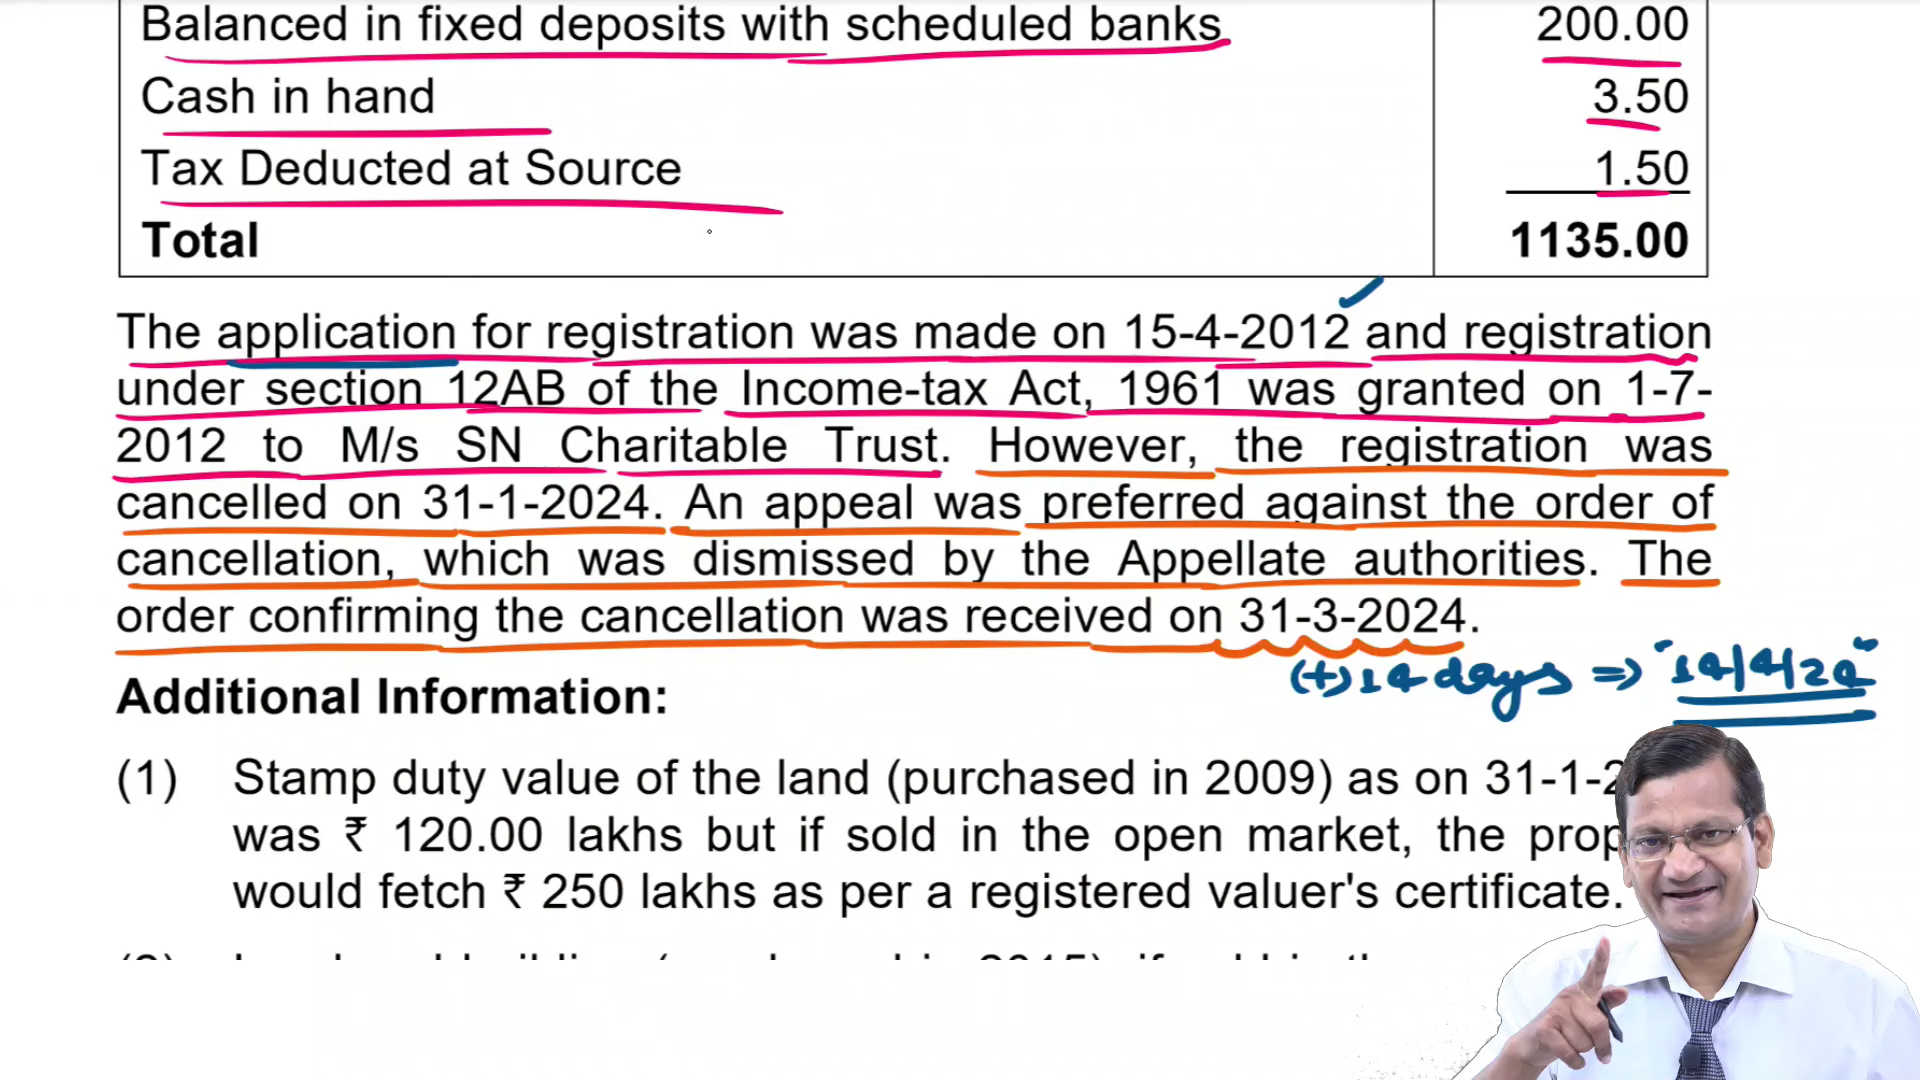 Balanced in fixed deposits with scheduled banks 200.00
Cash in hand 3.50
Tax Deducted at Source 1.50
Total 1135.00
The application for registration was made on 15-4-2012 and registration
under section 12AB of the Income-tax Act, 1961 was granted on 1-7-
2012 to M/s SN Charitable Trust. However, the registration was
cancelled on 31-1-2024. An appeal was preferred against the order of
cancellation, which was dismissed by the Appellate authorities. The
order confirming the cancellation was received on 31-3-2024.
(+) 14 days ⇒ "14/4/24"
Additional Information:
(1) Stamp duty value of the land (purchased in 2009) as on 31-1-2
was ₹ 120.00 lakhs but if sold in the open market, the prop
would fetch ₹ 250 lakhs as per a registered valuer's certificate.